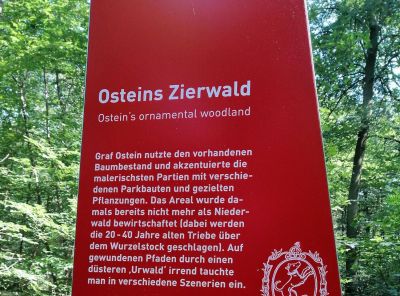 Osteins Zierwald
Ostein's ornamental woodland
Graf Ostein nutzte den vorhandenen
Baumbestand und akzentuierte die
malerischsten Partien mit verschie-
denen Parkbauten und gezielten
Pflanzungen. Das Areal wurde da-
mals bereits nicht mehr als Nieder-
wald bewirtschaftet (dabei werden
die 20-40 Jahre alten Triebe über
dem Wurzelstock geschlagen). Auf
gewundenen Pfaden durch einen
düsteren ‚Urwald' irrend tauchte
man in verschiedene Szenerien ein.